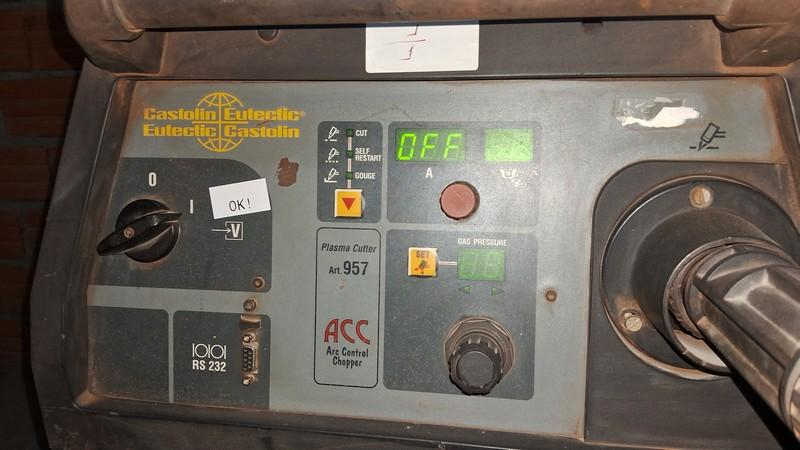 Castolin Eutectic®
Eutectic Castolin
O
I
OK!
V
CUT
SELF
RESTART
GOUGE
OFF
A
Plasma Cutter
Art. 957
ACC
Arc Control
Chopper
GAS PRESSURE
SET
IOIOI
RS 232